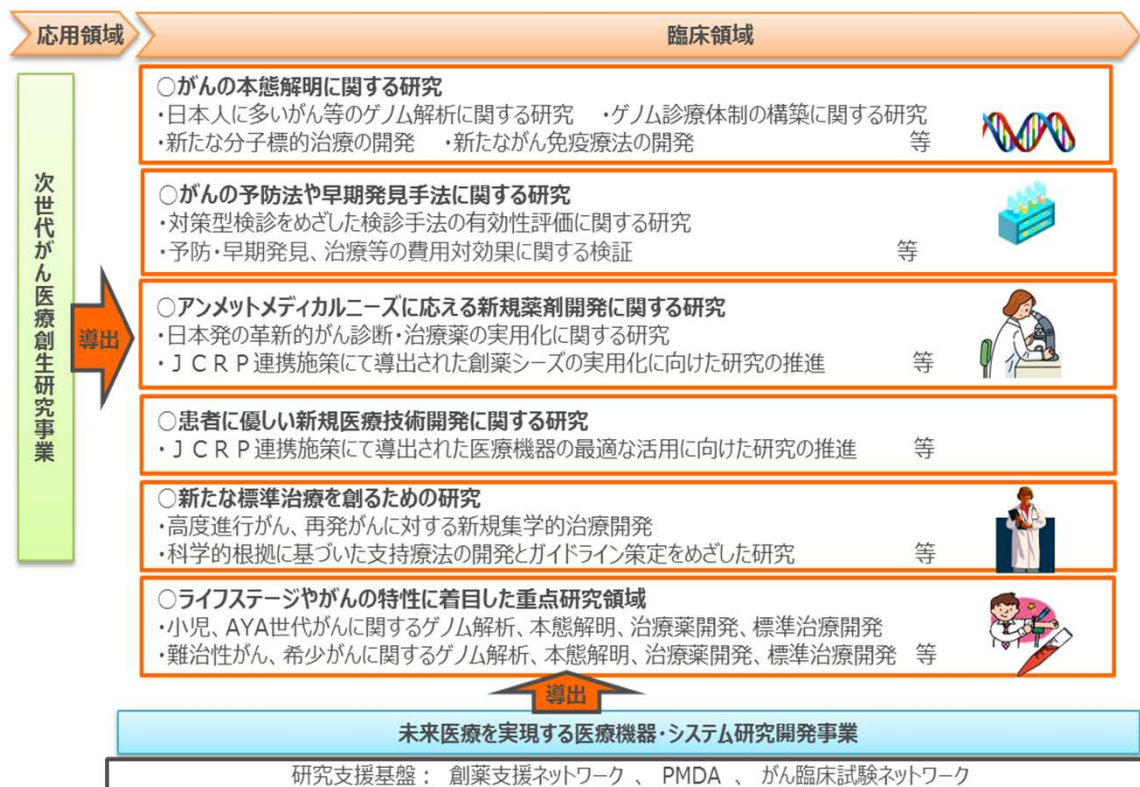 応用領域
臨床領域
次世代がん医療創生研究事業
導出
○がんの本態解明に関する研究
・日本人に多いがん等のゲノム解析に関する研究 ・ゲノム診療体制の構築に関する研究
・新たな分子標的治療の開発 ・新たながん免疫療法の開発 等
○がんの予防法や早期発見手法に関する研究
・対策型検診をめざした検診手法の有効性評価に関する研究
・予防・早期発見、治療等の費用対効果に関する検証 等
○アンメットメディカルニーズに応える新規薬剤開発に関する研究
・日本発の革新的がん診断・治療薬の実用化に関する研究
・ＪＣＲＰ連携施策にて導出された創薬シーズの実用化に向けた研究の推進 等
○患者に優しい新規医療技術開発に関する研究
・ＪＣＲＰ連携施策にて導出された医療機器の最適な活用に向けた研究の推進 等
○新たな標準治療を創るための研究
・高度進行がん、再発がんに対する新規集学的治療開発
・科学的根拠に基づいた支持療法の開発とガイドライン策定をめざした研究 等
○ライフステージやがんの特性に着目した重点研究領域
・小児、AYA世代がんに関するゲノム解析、本態解明、治療薬開発、標準治療開発
・難治性がん、希少がんに関するゲノム解析、本態解明、治療薬開発、標準治療開発 等
導出
未来医療を実現する医療機器・システム研究開発事業
研究支援基盤： 創薬支援ネットワーク 、 PMDA 、 がん臨床試験ネットワーク